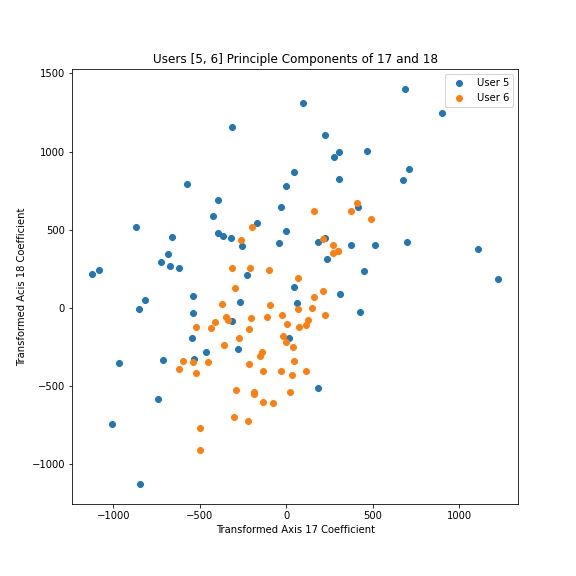 Users [5, 6] Principle Components of 17 and 18
User 5
User 6
1500
1000
500
0
−500
−1000
Transformed Acis 18 Coefficient
−1000
−500
0
500
1000
Transformed Axis 17 Coefficient